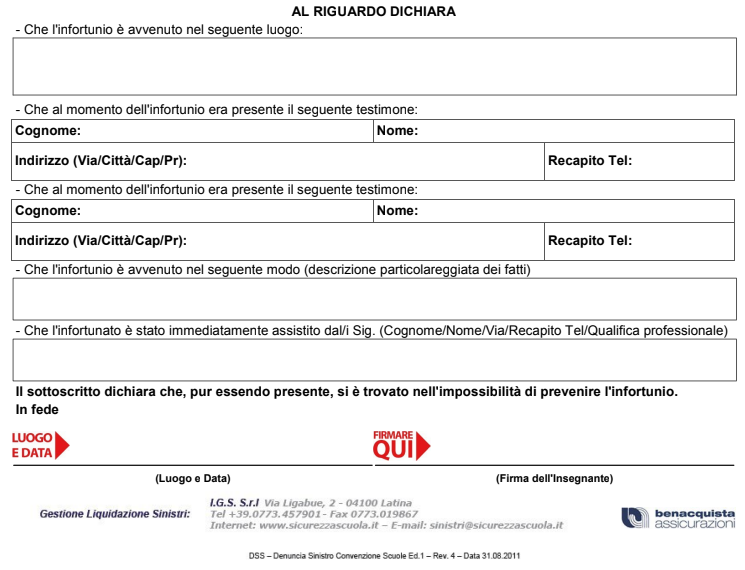 AL RIGUARDO DICHIARA
- Che l'infortunio è avvenuto nel seguente luogo:
- Che al momento dell'infortunio era presente il seguente testimone:
Cognome: Nome:
Indirizzo (Via/Città/Cap/Pr): Recapito Tel:
- Che al momento dell'infortunio era presente il seguente testimone:
Cognome: Nome:
Indirizzo (Via/Città/Cap/Pr): Recapito Tel:
- Che l'infortunio è avvenuto nel seguente modo (descrizione particolareggiata dei fatti)
- Che l'infortunato è stato immediatamente assistito dal/i Sig. (Cognome/Nome/Via/Recapito Tel/Qualifica professionale)
Il sottoscritto dichiara che, pur essendo presente, si è trovato nell'impossibilità di prevenire l'infortunio.
In fede
LUOGO
E DATA
FIRMARE
QUI
(Luogo e Data) (Firma dell'Insegnante)
Gestione Liquidazione Sinistri:
I.G.S. S.r.l Via Ligabue, 2 - 04100 Latina
Tel +39.0773.457901- Fax 0773.019867
Internet: www.sicurezzascuola.it – E-mail: sinistri@sicurezzascuola.it
benacquista
assicurazioni
DSS – Denuncia Sinistro Convenzione Scuole Ed.1 – Rev. 4 – Data 31.08.2011